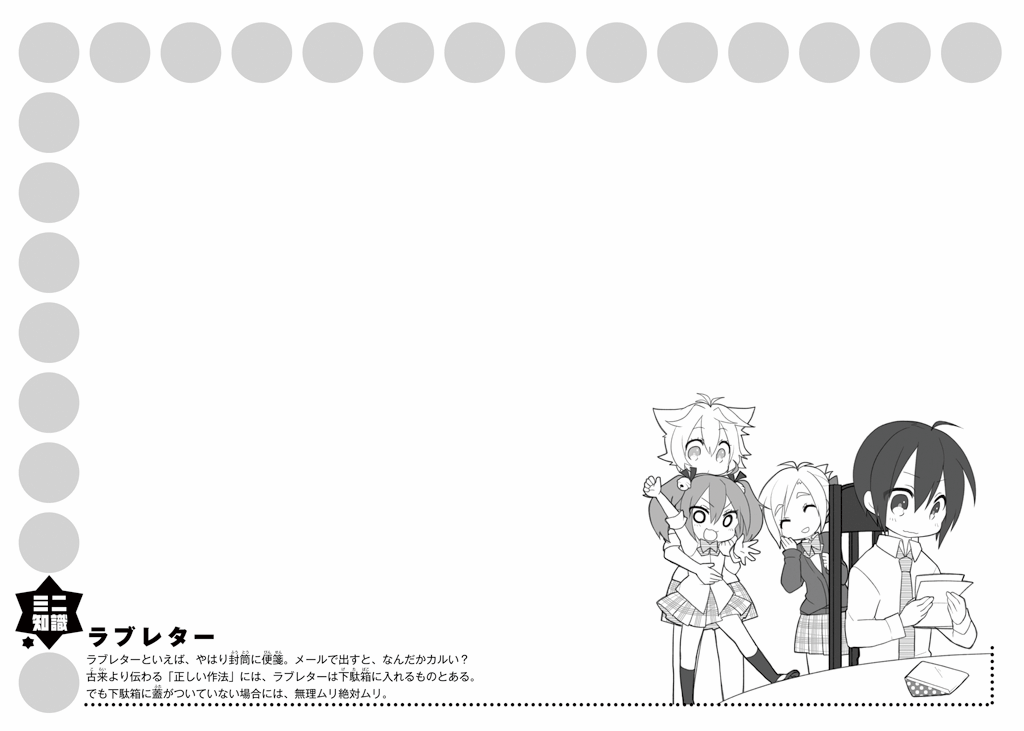 ミニ
知識
ラブレター
ラブレターといえば、やはり封筒に便箋。メールで出すと、なんだかカルい？
古来より伝わる「正しい作法」には、ラブレターは下駄箱に入れるものとある。
でも下駄箱に蓋がついていない場合には、無理ムリ絶対ムリ。